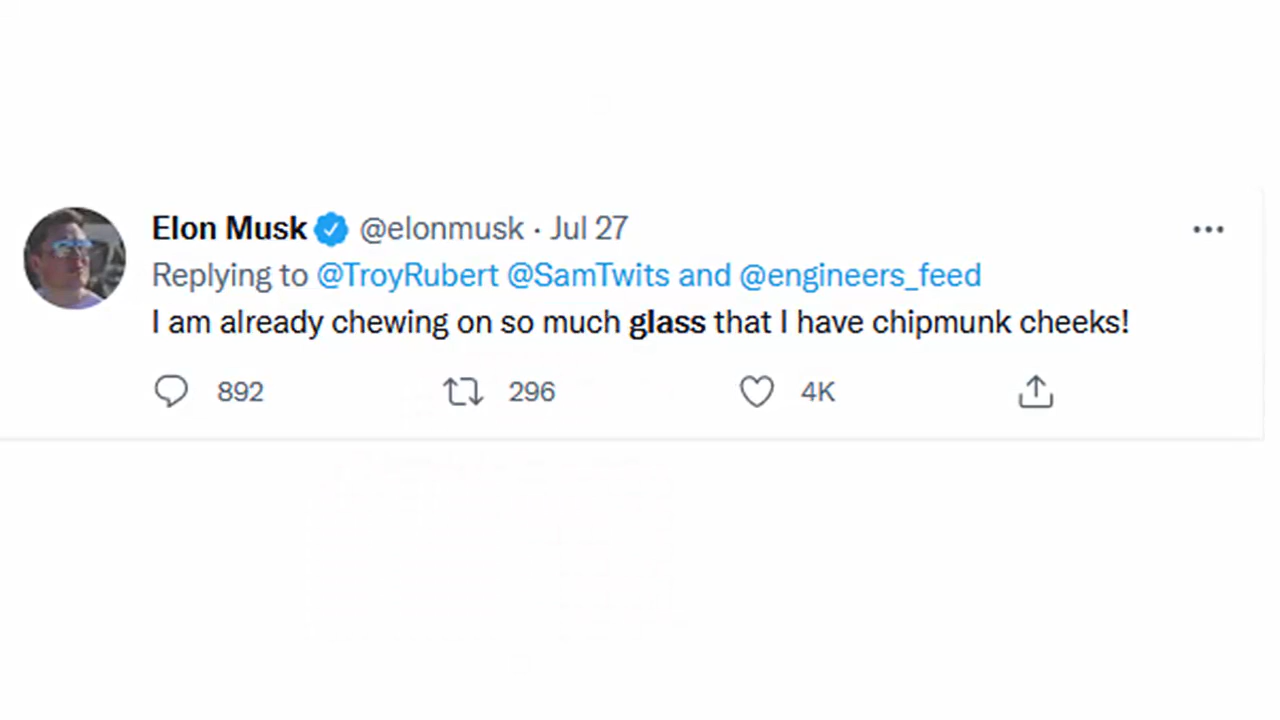 Elon Musk @elonmusk · Jul 27
Replying to @TroyRubert @SamTwits and @engineers_feed
I am already chewing on so much glass that I have chipmunk cheeks!
892 296 4K